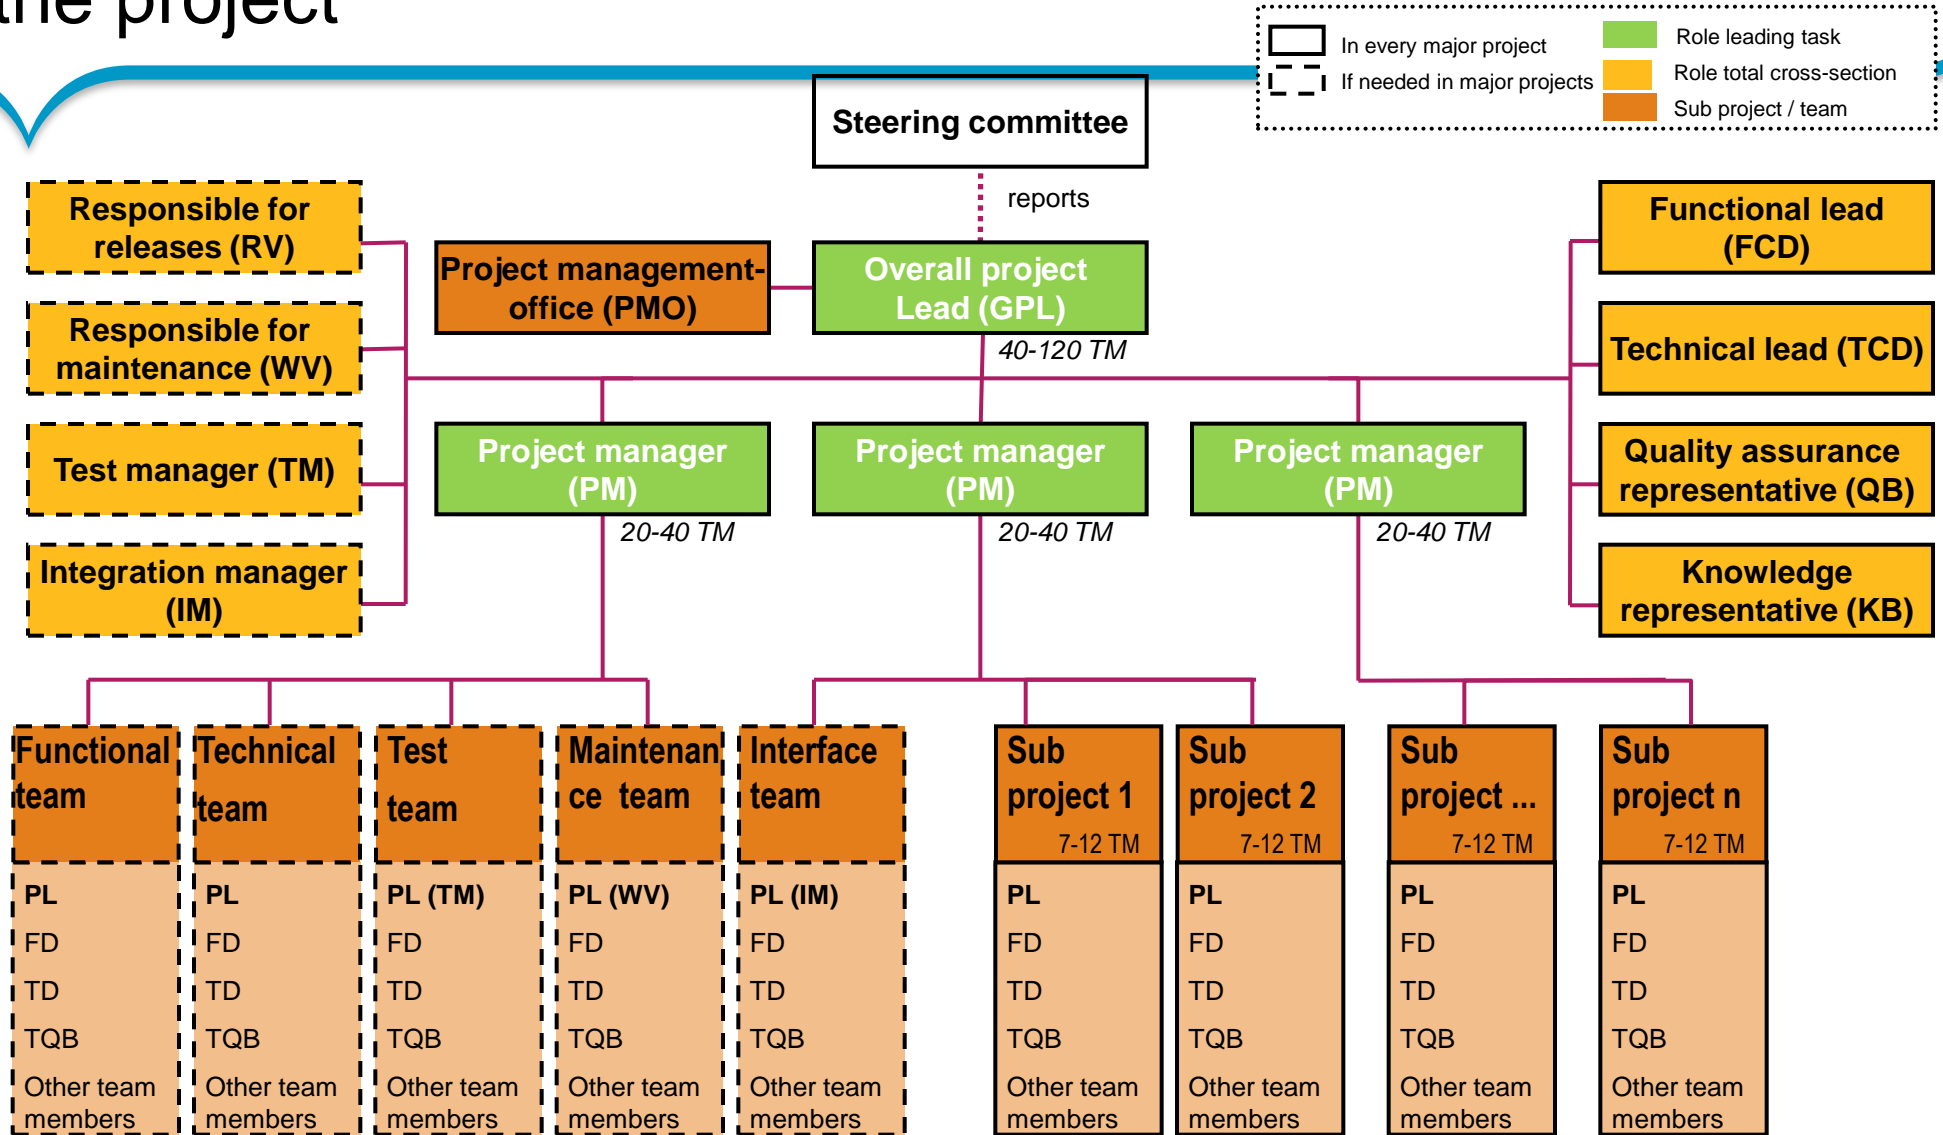 the project
In every major project
If needed in major projects
Role leading task
Role total cross-section
Sub project / team
Steering committee
reports
Responsible for
releases (RV)
Responsible for
maintenance (WV)
Test manager (TM)
Integration manager
(IM)
Project management-
office (PMO)
Overall project
Lead (GPL)
40-120 TM
Functional lead
(FCD)
Technical lead (TCD)
Quality assurance
representative (QB)
Knowledge
representative (KB)
Project manager
(PM)
20-40 TM
Project manager
(PM)
20-40 TM
Project manager
(PM)
20-40 TM
Functional
team
PL
FD
TD
TQB
Other team
members
Technical
team
PL
FD
TD
TQB
Other team
members
Test
team
PL (TM)
FD
TD
TQB
Other team
members
Maintenan
ce team
PL (WV)
FD
TD
TQB
Other team
members
Interface
team
PL (IM)
FD
TD
TQB
Other team
members
Sub
project 1
7-12 TM
PL
FD
TD
TQB
Other team
members
Sub
project 2
7-12 TM
PL
FD
TD
TQB
Other team
members
Sub
project ...
7-12 TM
PL
FD
TD
TQB
Other team
members
Sub
project n
7-12 TM
PL
FD
TD
TQB
Other team
members